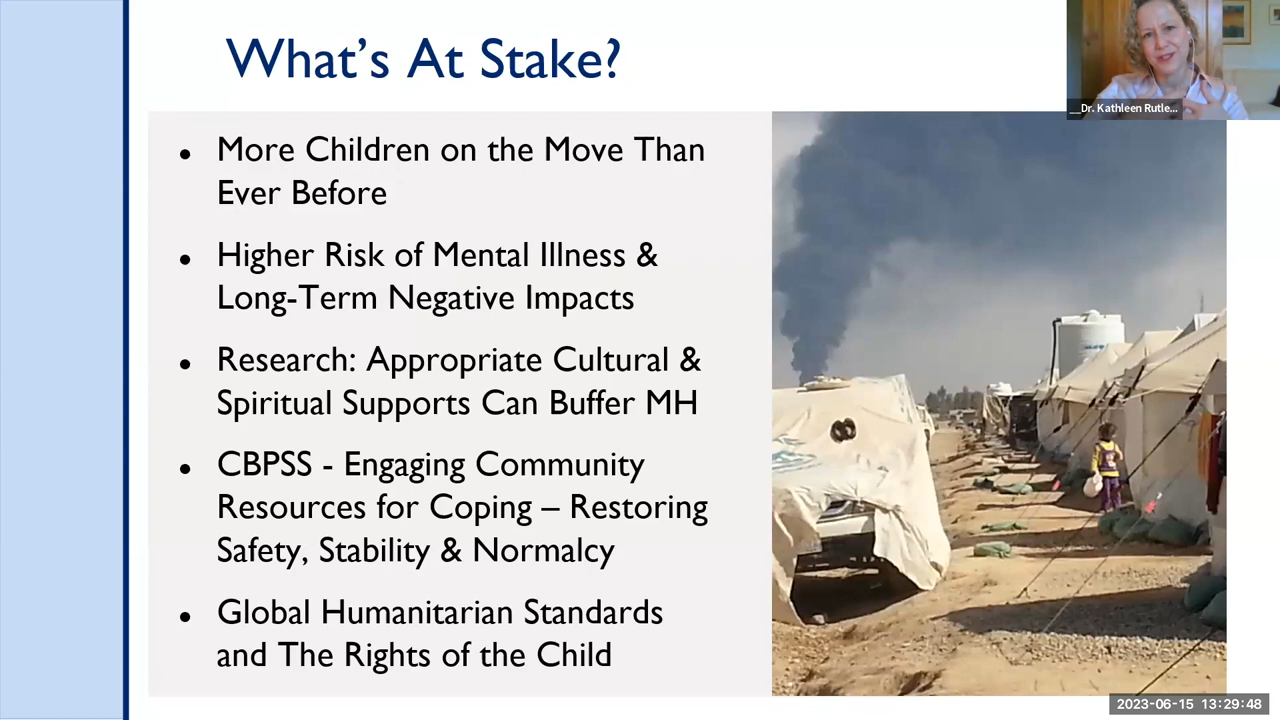 What's At Stake?
__Dr. Kathleen Rutle...
• More Children on the Move Than
Ever Before
• Higher Risk of Mental Illness &
Long-Term Negative Impacts
• Research: Appropriate Cultural &
Spiritual Supports Can Buffer MH
• CBPSS - Engaging Community
Resources for Coping – Restoring
Safety, Stability & Normalcy
• Global Humanitarian Standards
and The Rights of the Child
2023-06-15 13:29:48